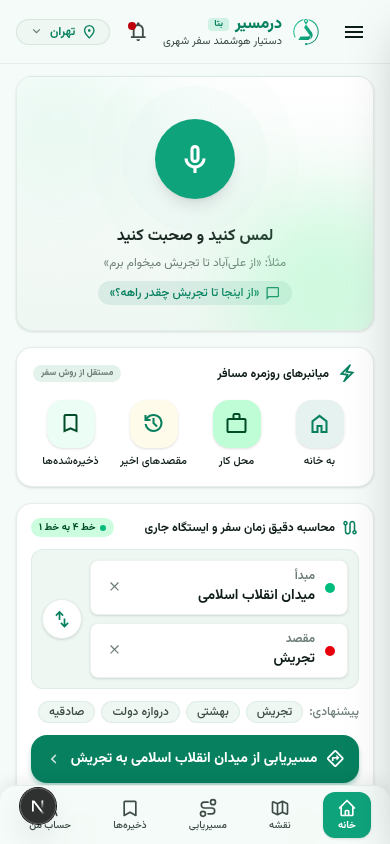 درمسیر بتا
دستیار هوشمند سفر شهری
تهران
لمس کنید و صحبت کنید
مثلاً: «از علی‌آباد تا تجریش میخوام برم»
«از اینجا تا تجریش چقدر راهه؟»
میانبرهای روزمره مسافر
مستقل از روش سفر
به خانه
محل کار
مقصدهای اخیر
ذخیره‌شده‌ها
محاسبه دقیق زمان سفر و ایستگاه جاری
خط ۴ به خط ۱
مبدأ
میدان انقلاب اسلامی
مقصد
تجریش
پیشنهادی: تجریش بهشتی دروازه دولت صادقیه
مسیریابی از میدان انقلاب اسلامی به تجریش
خانه
نقشه
مسیریابی
ذخیره‌ها
حساب من
N